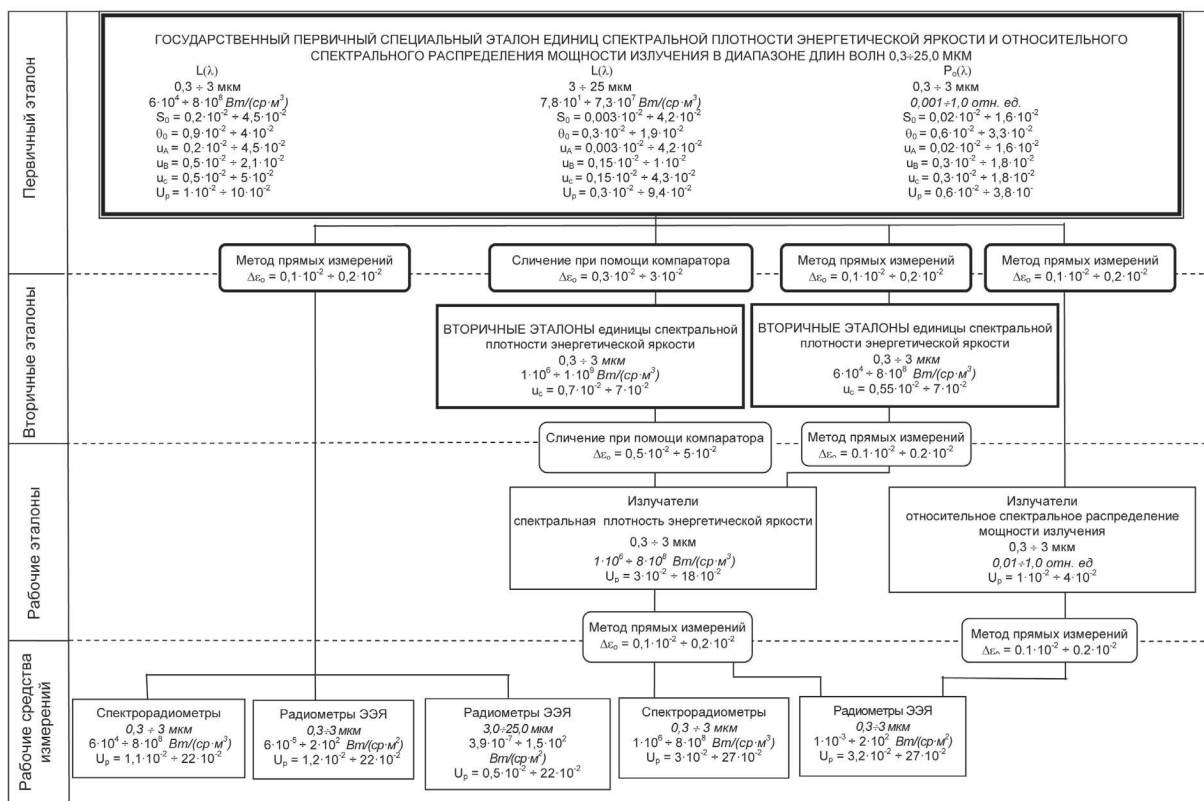 Первичный эталон
ГОСУДАРСТВЕННЫЙ ПЕРВИЧНЫЙ СПЕЦИАЛЬНЫЙ ЭТАЛОН ЕДИНИЦ СПЕКТРАЛЬНОЙ ПЛОТНОСТИ ЭНЕРГЕТИЧЕСКОЙ ЯРКОСТИ И ОТНОСИТЕЛЬНОГО
СПЕКТРАЛЬНОГО РАСПРЕДЕЛЕНИЯ МОЩНОСТИ ИЗЛУЧЕНИЯ В ДИАПАЗОНЕ ДЛИН ВОЛН 0,3÷25,0 МКМ
L(λ)
0,3 ÷ 3 мкм
6·10⁴ ÷ 8·10⁸ Вт/(ср·м³)
S₀ = 0,2·10⁻² ÷ 4,5·10⁻²
θ₀ = 0,9·10⁻² ÷ 4·10⁻²
u_A = 0,2·10⁻² ÷ 4,5·10⁻²
u_B = 0,5·10⁻² ÷ 2,1·10⁻²
u_c = 0,5·10⁻² ÷ 5·10⁻²
U_p = 1·10⁻² ÷ 10·10⁻²
L(λ)
3 ÷ 25 мкм
7,8·10¹ ÷ 7,3·10⁷ Вт/(ср·м³)
S₀ = 0,003·10⁻² ÷ 4,2·10⁻²
θ₀ = 0,3·10⁻² ÷ 1,9·10⁻²
u_A = 0,003·10⁻² ÷ 4,2·10⁻²
u_B = 0,15·10⁻² ÷ 1·10⁻²
u_c = 0,15·10⁻² ÷ 4,3·10⁻²
U_p = 0,3·10⁻² ÷ 9,4·10⁻²
P₀(λ)
0,3 ÷ 3 мкм
0,001÷1,0 отн. ед.
S₀ = 0,02·10⁻² ÷ 1,6·10⁻²
θ₀ = 0,6·10⁻² ÷ 3,3·10⁻²
u_A = 0,02·10⁻² ÷ 1,6·10⁻²
u_B = 0,3·10⁻² ÷ 1,8·10⁻²
u_c = 0,3·10⁻² ÷ 1,8·10⁻²
U_p = 0,6·10⁻² ÷ 3,8·10⁻
Метод прямых измерений
Δε₀ = 0,1·10⁻² ÷ 0,2·10⁻²
Сличение при помощи компаратора
Δε₀ = 0,3·10⁻² ÷ 3·10⁻²
Метод прямых измерений
Δε₀ = 0,1·10⁻² ÷ 0,2·10⁻²
Метод прямых измерений
Δε₀ = 0,1·10⁻² ÷ 0,2·10⁻²
Вторичные эталоны
ВТОРИЧНЫЕ ЭТАЛОНЫ единицы спектральной
плотности энергетической яркости
0,3 ÷ 3 мкм
1·10⁶ ÷ 1·10⁹ Вт/(ср·м³)
u_c = 0,7·10⁻² ÷ 7·10⁻²
ВТОРИЧНЫЕ ЭТАЛОНЫ единицы спектральной
плотности энергетической яркости
0,3 ÷ 3 мкм
6·10⁴ ÷ 8·10⁸ Вт/(ср·м³)
u_c = 0,55·10⁻² ÷ 7·10⁻²
Сличение при помощи компаратора
Δε₀ = 0,5·10⁻² ÷ 5·10⁻²
Метод прямых измерений
Δε₀ = 0.1·10⁻² ÷ 0.2·10⁻²
Рабочие эталоны
Излучатели
спектральная плотность энергетической яркости
0,3 ÷ 3 мкм
1·10⁶ ÷ 8·10⁸ Вт/(ср·м³)
U_p = 3·10⁻² ÷ 18·10⁻²
Излучатели
относительное спектральное распределение
мощности излучения
0,3 ÷ 3 мкм
0,01÷1,0 отн. ед
U_p = 1·10⁻² ÷ 4·10⁻²
Метод прямых измерений
Δε₀ = 0,1·10⁻² ÷ 0,2·10⁻²
Метод прямых измерений
Δε₀ = 0.1·10⁻² ÷ 0.2·10⁻²
Рабочие средства
измерений
Спектрорадиометры
0,3 ÷ 3 мкм
6·10⁴ ÷ 8·10⁸ Вт/(ср·м³)
U_p = 1,1·10⁻² ÷ 22·10⁻²
Радиометры ЭЭЯ
0,3÷3 мкм
6·10⁻⁵ ÷ 2·10² Вт/(ср·м²)
U_p = 1,2·10⁻² ÷ 22·10⁻²
Радиометры ЭЭЯ
3,0÷25,0 мкм
3,9·10⁻⁷ ÷ 1,5·10²
Вт/(ср·м²)
U_p = 0,5·10⁻² ÷ 22·10⁻²
Спектрорадиометры
0,3 ÷ 3 мкм
1·10⁶ ÷ 8·10⁸ Вт/(ср·м³)
U_p = 3·10⁻² ÷ 27·10⁻²
Радиометры ЭЭЯ
0,3÷3 мкм
1·10⁻³ ÷ 2·10² Вт/(ср·м²)
U_p = 3,2·10⁻² ÷ 27·10⁻²